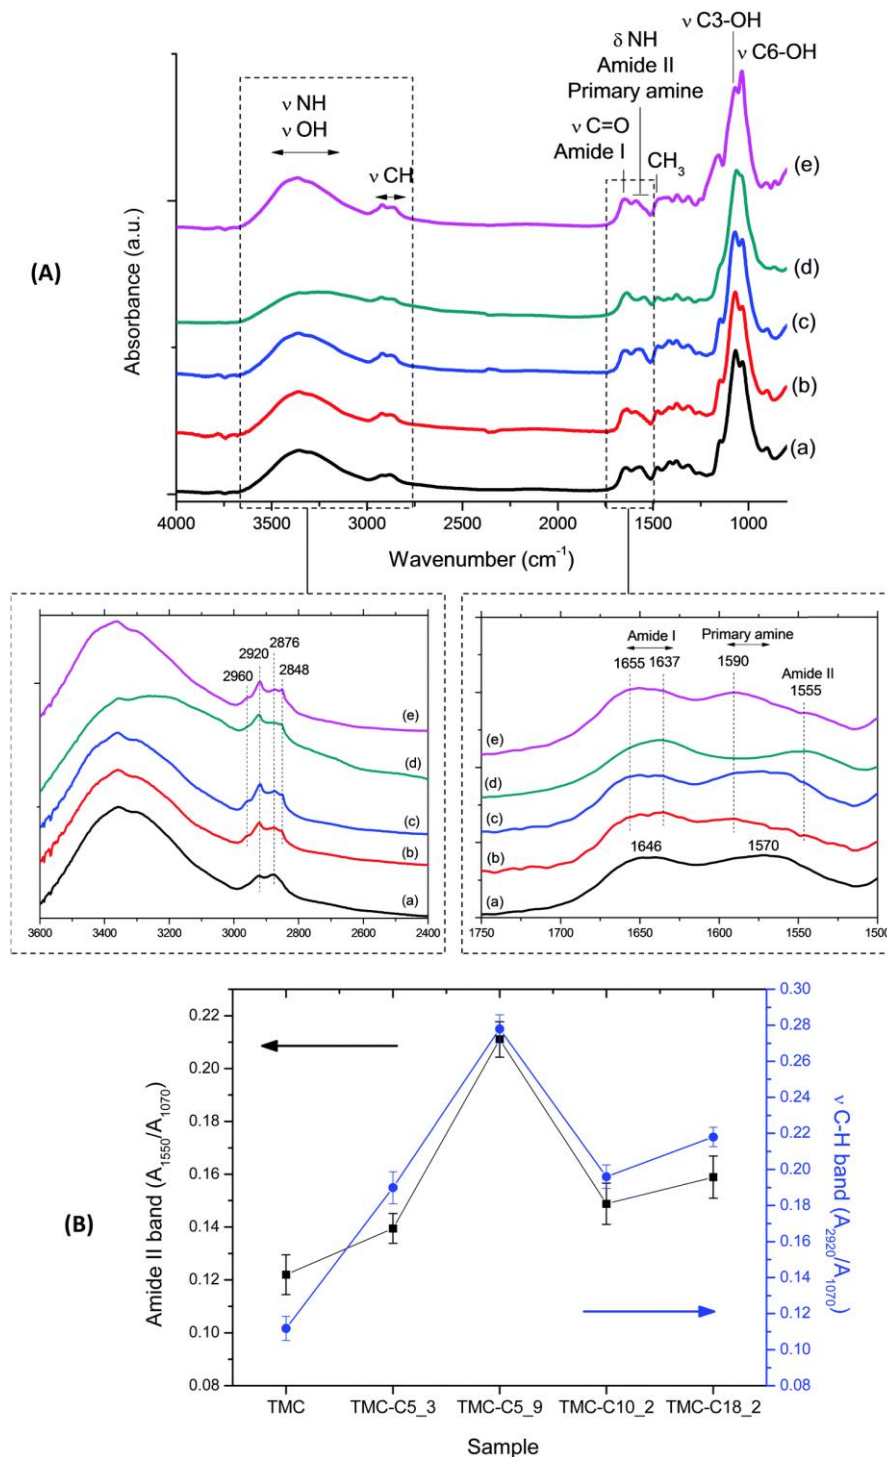 ν C3-OH
ν C6-OH
δ NH
Amide II
Primary amine
ν NH
ν OH
ν C=O
Amide I
ν CH
CH3
(e)
(A)
Absorbance (a.u.)
(d)
(c)
(b)
(a)
4000 3500 3000 2500 2000 1500 1000
Wavenumber (cm-1)
2876
2920
2960 2848
(e)
(d)
(c)
(b)
(a)
3600 3400 3200 3000 2800 2600 2400
Amide I Primary amine
1655 1637 1590 Amide II
1555
(e)
(d)
(c)
(b)
1646 1570
(a)
1750 1700 1650 1600 1550 1500
(B)
Amide II band (A1550/A1070)
0.22
0.20
0.18
0.16
0.14
0.12
0.10
0.08
0.30
0.28
0.26
0.24
0.22
0.20
0.18
0.16
0.14
0.12
0.10
0.08
ν C-H band (A2920/A1070)
TMC TMC-C5_3 TMC-C5_9 TMC-C10_2 TMC-C18_2
Sample